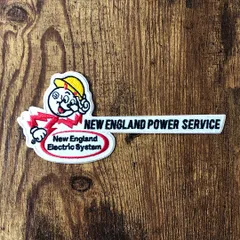 NEW ENGLAND POWER SERVICE
New England
Electric System